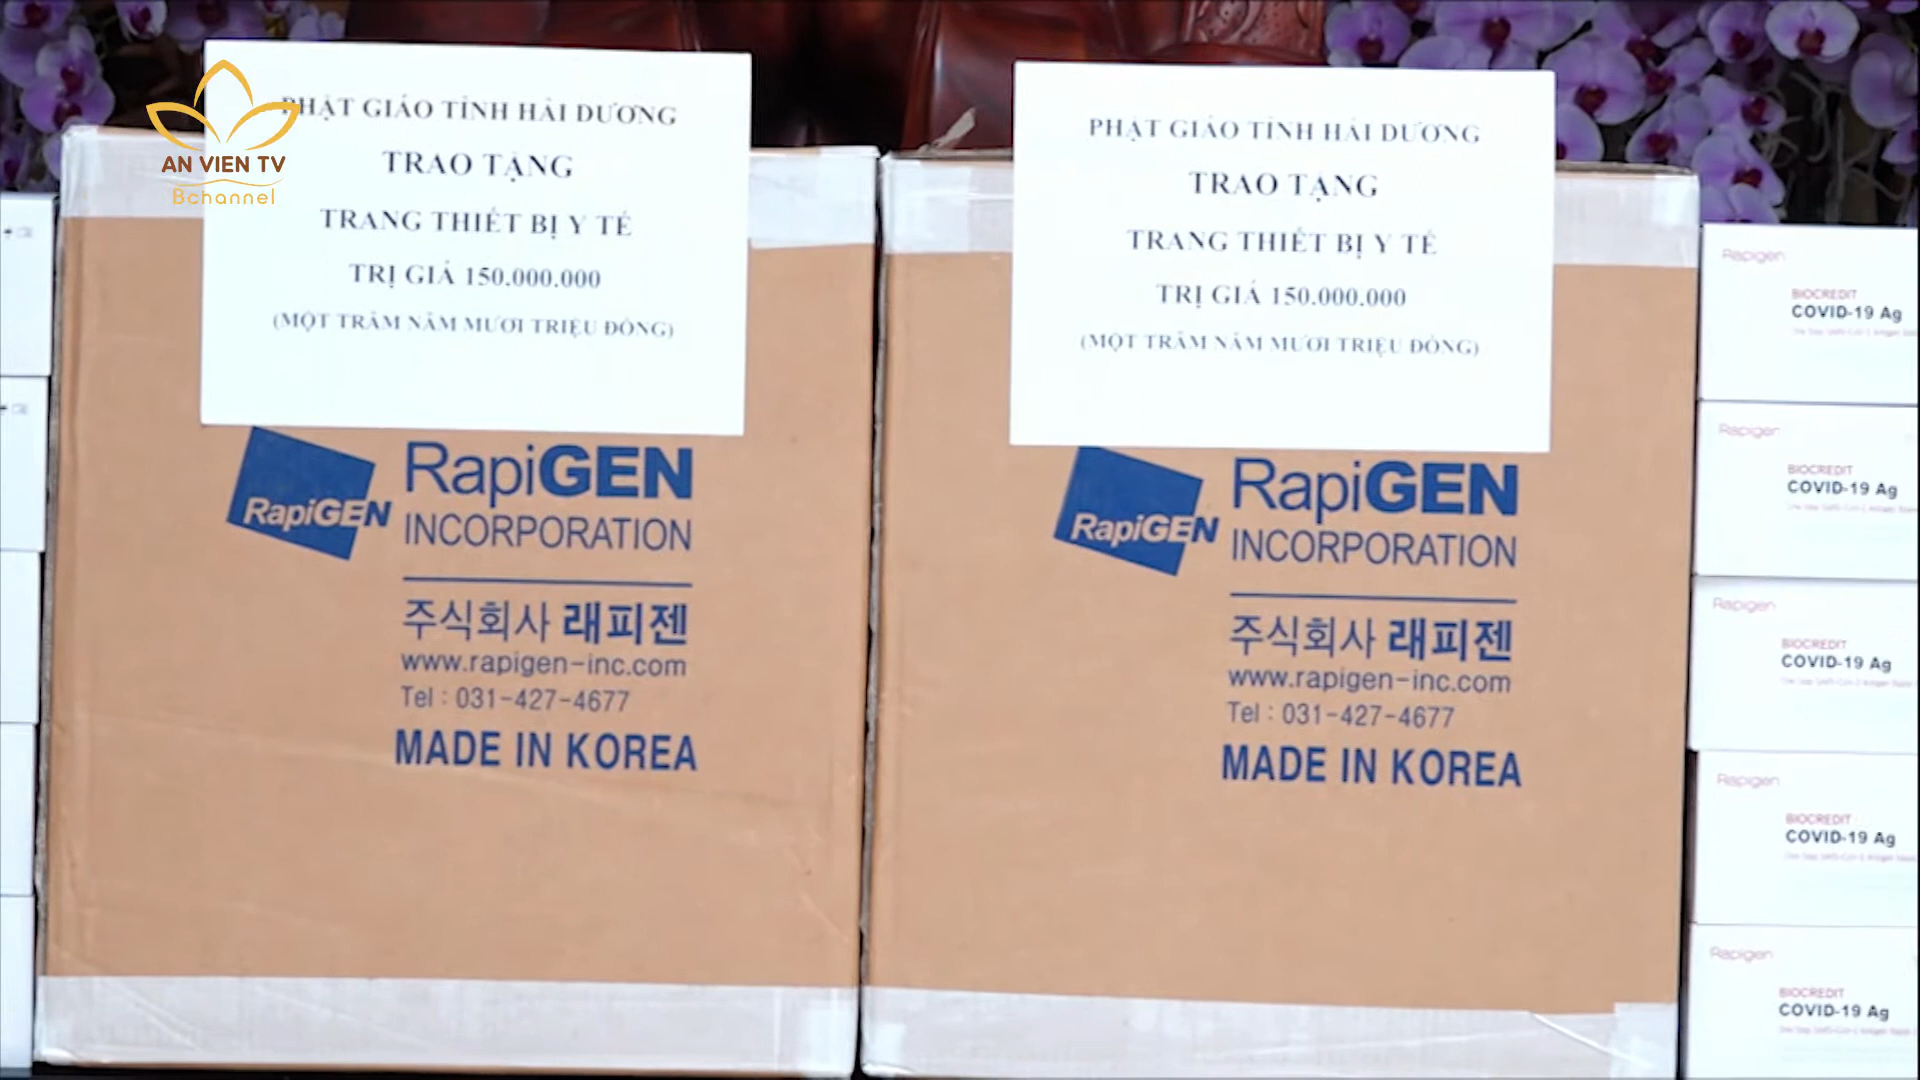 AN VIEN TV
Bchannel
PHẬT GIÁO TỈNH HẢI DƯƠNG
TRAO TẶNG
TRANG THIẾT BỊ Y TẾ
TRỊ GIÁ 150.000.000
(MỘT TRĂM NĂM MƯƠI TRIỆU ĐỒNG)
RapiGEN
RapiGEN
INCORPORATION
주식회사 래피젠
www.rapigen-inc.com
Tel : 031-427-4677
MADE IN KOREA
PHẬT GIÁO TỈNH HẢI DƯƠNG
TRAO TẶNG
TRANG THIẾT BỊ Y TẾ
TRỊ GIÁ 150.000.000
(MỘT TRĂM NĂM MƯƠI TRIỆU ĐỒNG)
RapiGEN
RapiGEN
INCORPORATION
주식회사 래피젠
www.rapigen-inc.com
Tel : 031-427-4677
MADE IN KOREA
Rapigen
BIOCREDIT
COVID-19 Ag
Rapigen
BIOCREDIT
COVID-19 Ag
Rapigen
BIOCREDIT
COVID-19 Ag
Rapigen
BIOCREDIT
COVID-19 Ag
Rapigen
BIOCREDIT
COVID-19 Ag